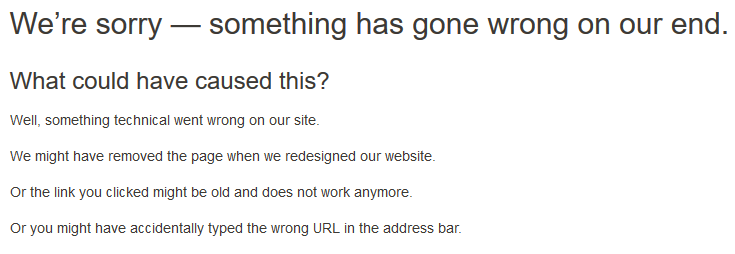 We’re sorry — something has gone wrong on our end.
What could have caused this?
Well, something technical went wrong on our site.
We might have removed the page when we redesigned our website.
Or the link you clicked might be old and does not work anymore.
Or you might have accidentally typed the wrong URL in the address bar.